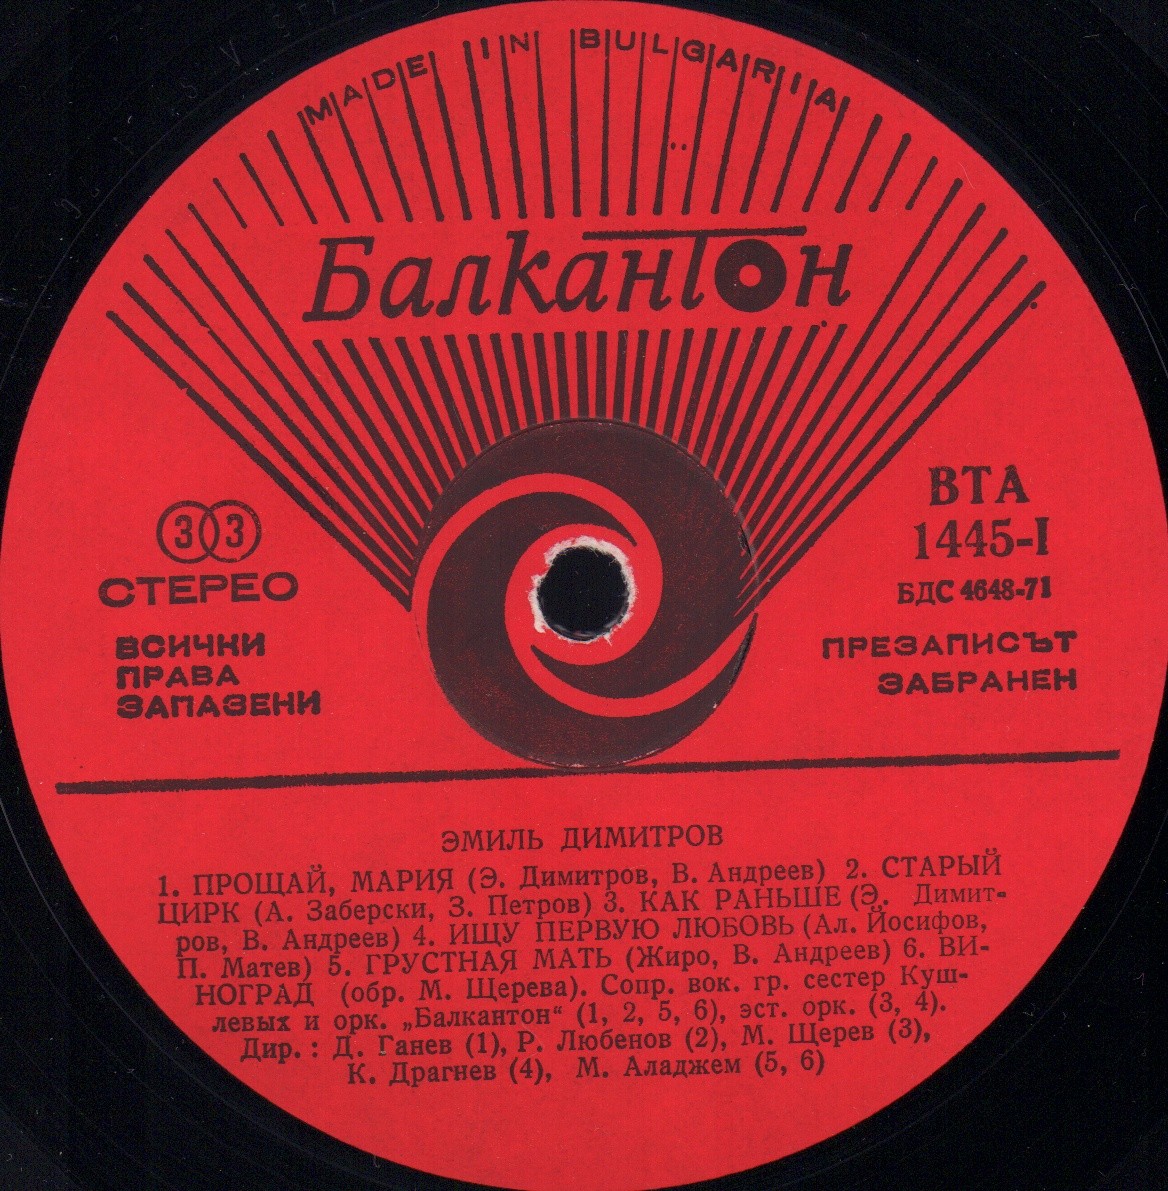 MADE IN BULGARIA
Балкантон
33
СТЕРЕО
ВСИЧКИ
ПРАВА
ЗАПАЗЕНИ
ВТА
1445-I
БДС 4648-71
ПРЕЗАПИСЪТ
ЗАБРАНЕН
ЭМИЛЬ ДИМИТРОВ
1. ПРОЩАЙ, МАРИЯ (Э. Димитров, В. Андреев) 2. СТАРЫЙ
ЦИРК (А. Заберски, З. Петров) 3. КАК РАНЬШЕ (Э. Димит-
ров, В. Андреев) 4. ИЩУ ПЕРВУЮ ЛЮБОВЬ (Ал. Йосифов,
П. Матев) 5. ГРУСТНАЯ МАТЬ (Жиро, В. Андреев) 6. ВИ-
НОГРАД (обр. М. Щерева). Сопр. вок. гр. сестер Куш-
левых и орк. „Балкантон“ (1, 2, 5, 6), эст. орк. (3, 4).
Дир.: Д. Ганев (1), Р. Любенов (2), М. Щерев (3),
К. Драгнев (4), М. Аладжем (5, 6)